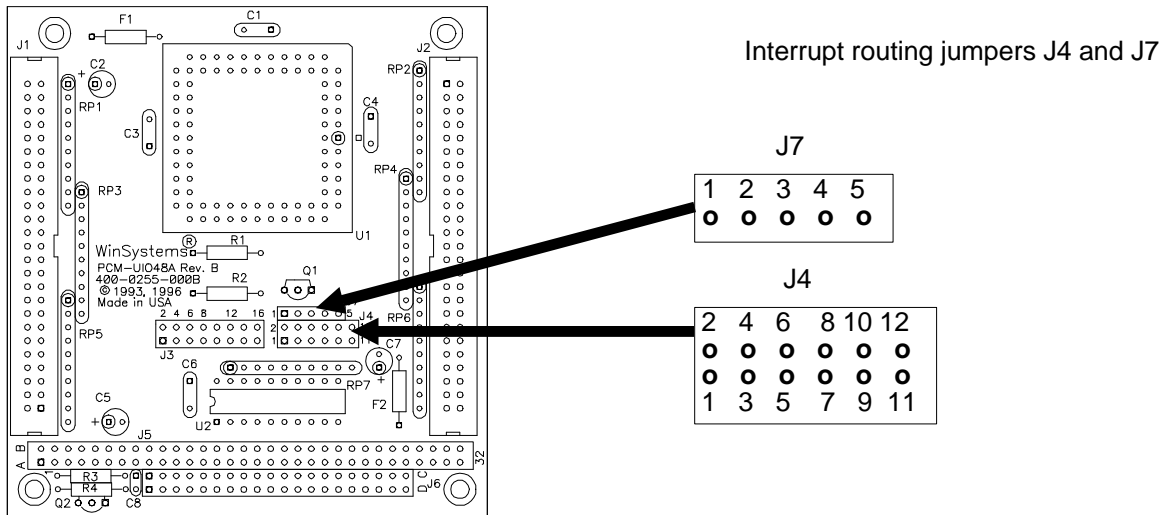 Interrupt routing jumpers J4 and J7
F1
C1
J1
J2
+ C2
RP2
RP1
C4
C3
RP4
RP3
U1
WinSystems ®
R1
PCM-UIO48A Rev. B
400-0255-000B
© 1993, 1996
Made in USA
R2
Q1
2 4 6 8 12 16
1
5
J4
2
1
RP6
RP5
J3
C6
C7
+
RP7
F2
C5
+
U2
J5
B
A
32
1
R3
R4
J6
D C
Q2
C8
J7
1 2 3 4 5
o o o o o
J4
2 4 6 8 10 12
o o o o o o
o o o o o o
1 3 5 7 9 11